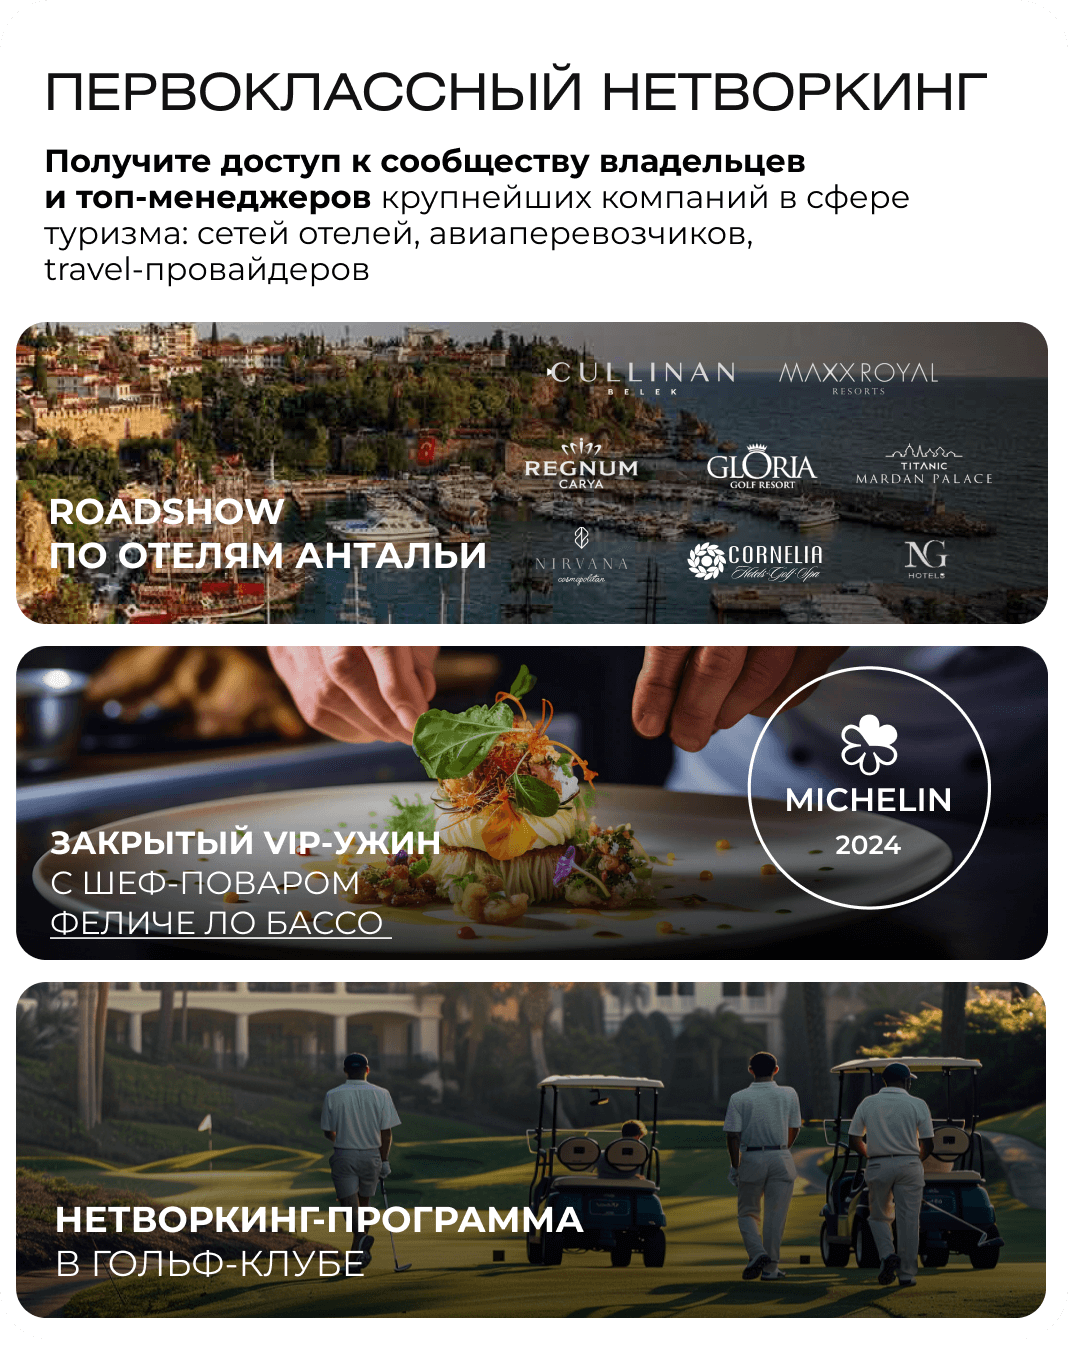 ПЕРВОКЛАССНЫЙ НЕТВОРКИНГ
Получите доступ к сообществу владельцев
и топ-менеджеров крупнейших компаний в сфере
туризма: сетей отелей, авиаперевозчиков,
travel-провайдеров
CULLINAN
BELEK
MAXX ROYAL
RESORTS
REGNUM
CARYA
GLORIA
GOLF RESORT
TITANIC
MARDAN PALACE
ROADSHOW
ПО ОТЕЛЯМ АНТАЛЬИ
NIRVANA
cosmopolitan
CORNELIA
Hotels-Golf-Spa
NG
HOTELS
MICHELIN
2024
ЗАКРЫТЫЙ VIP-УЖИН
С ШЕФ-ПОВАРОМ
ФЕЛИЧЕ ЛО БАССО
НЕТВОРКИНГ-ПРОГРАММА
В ГОЛЬФ-КЛУБЕ